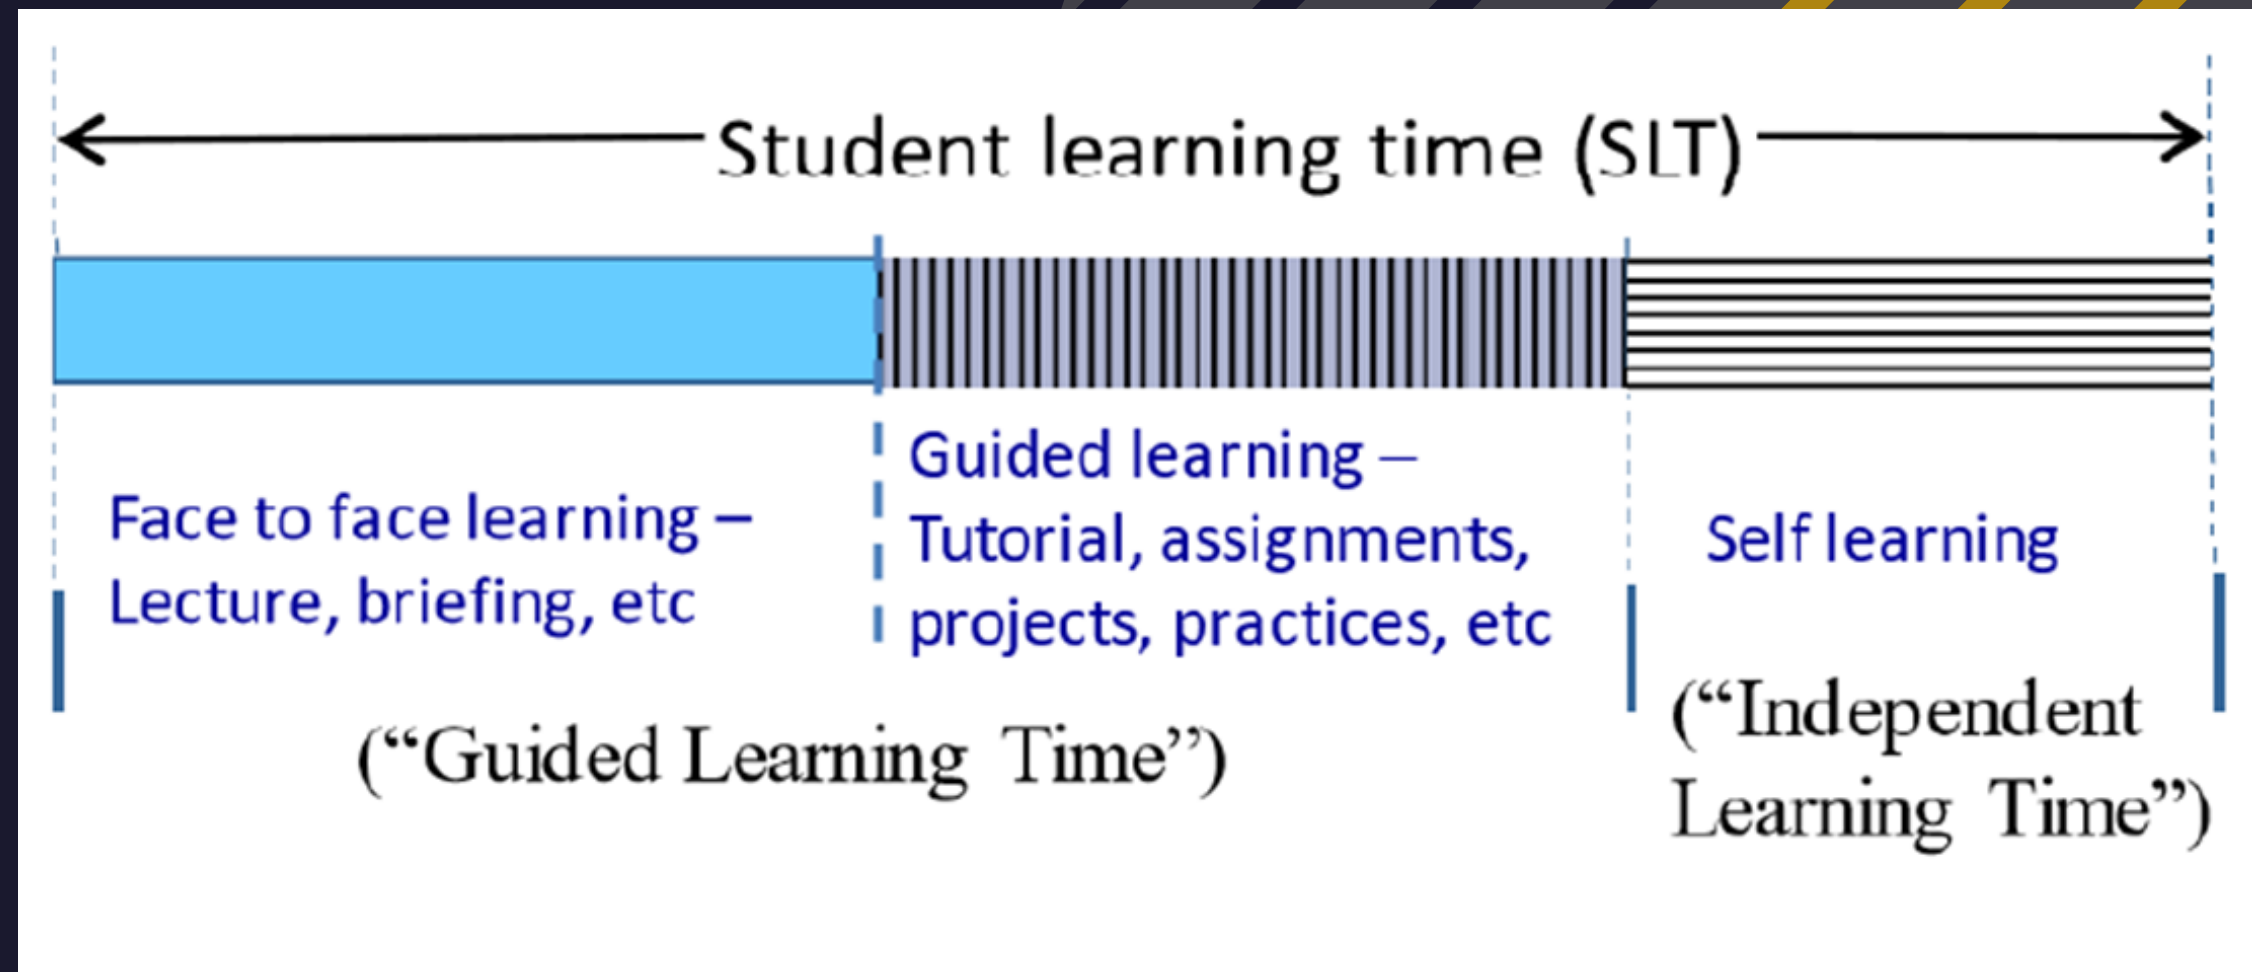 Student learning time (SLT)
Face to face learning –
Lecture, briefing, etc
Guided learning –
Tutorial, assignments,
projects, practices, etc
Self learning
(“Guided Learning Time”)
(“Independent
Learning Time”)